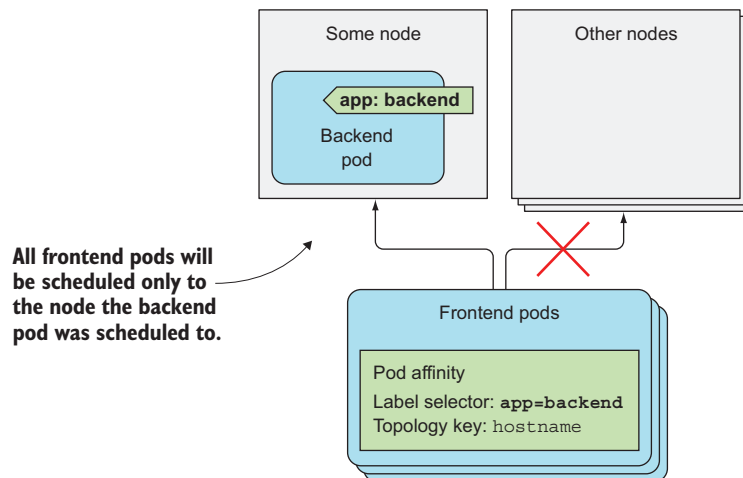 Some node
Other nodes
app: backend
Backend
pod
All frontend pods will
be scheduled only to
the node the backend
pod was scheduled to.
Frontend pods
Pod affinity
Label selector: app=backend
Topology key: hostname